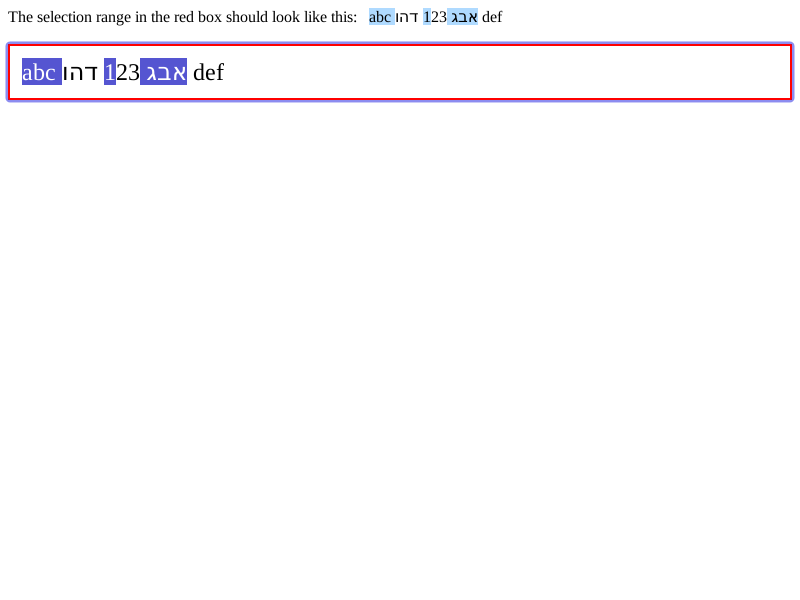 The selection range in the red box should look like this: abc אבג 123 דהו def
abc אבג 123 דהו def